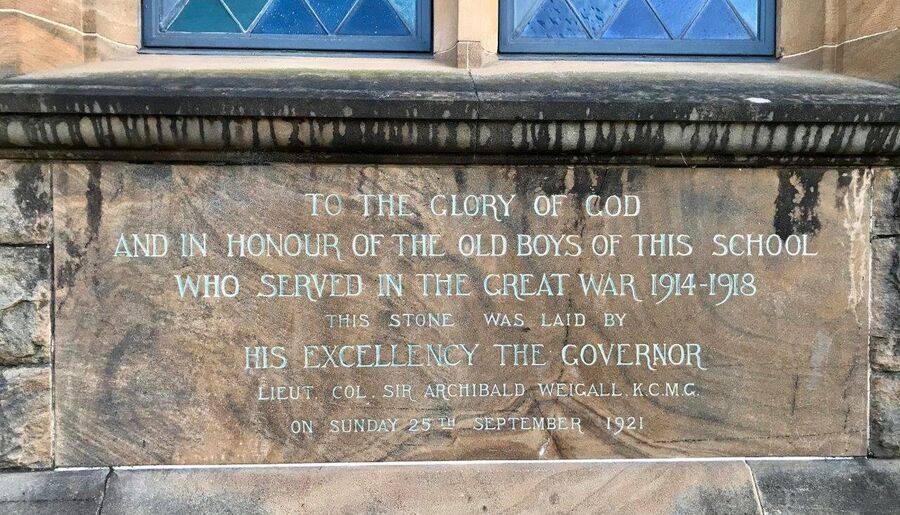 TO THE GLORY OF GOD
AND IN HONOUR OF THE OLD BOYS OF THIS SCHOOL
WHO SERVED IN THE GREAT WAR 1914-1918
THIS STONE WAS LAID BY
HIS EXCELLENCY THE GOVERNOR
LIEUT. COL. SIR ARCHIBALD WEIGALL. K.C.M.G.
ON SUNDAY 25TH SEPTEMBER 1921